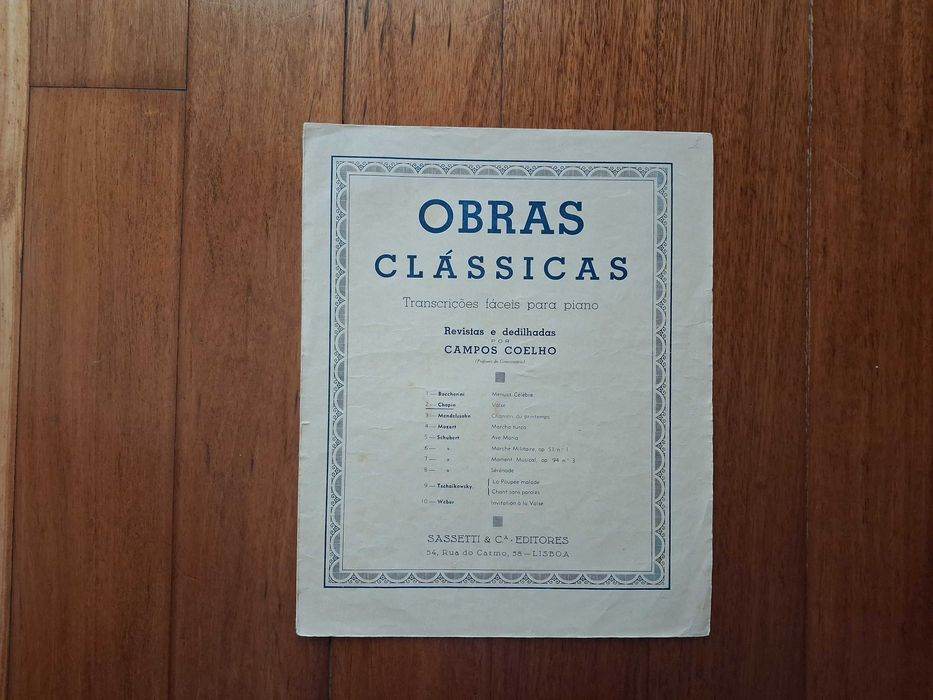 OBRAS
CLÁSSICAS
Transcrições fáceis para piano
Revistas e dedilhadas
POR
CAMPOS COELHO
(Professor do Conservatório)
1 — Boccherini Menuet Célèbre
2 — Chopin Valse
3 — Mendelssohn Chanson du printemps
4 — Mozart Marcha turca
5 — Schubert Ave Maria
6 — » Marche Militaire, op. 51 n.º 1
7 — » Moment Musical, op. 94 n.º 3
8 — » Sérénade
9 — Tschaikowsky. La Poupée malade
Chant sans paroles
10 — Weber Invitation à la Valse
SASSETTI & C.ᴬ - EDITORES
54, Rua do Carmo, 58 — LISBOA